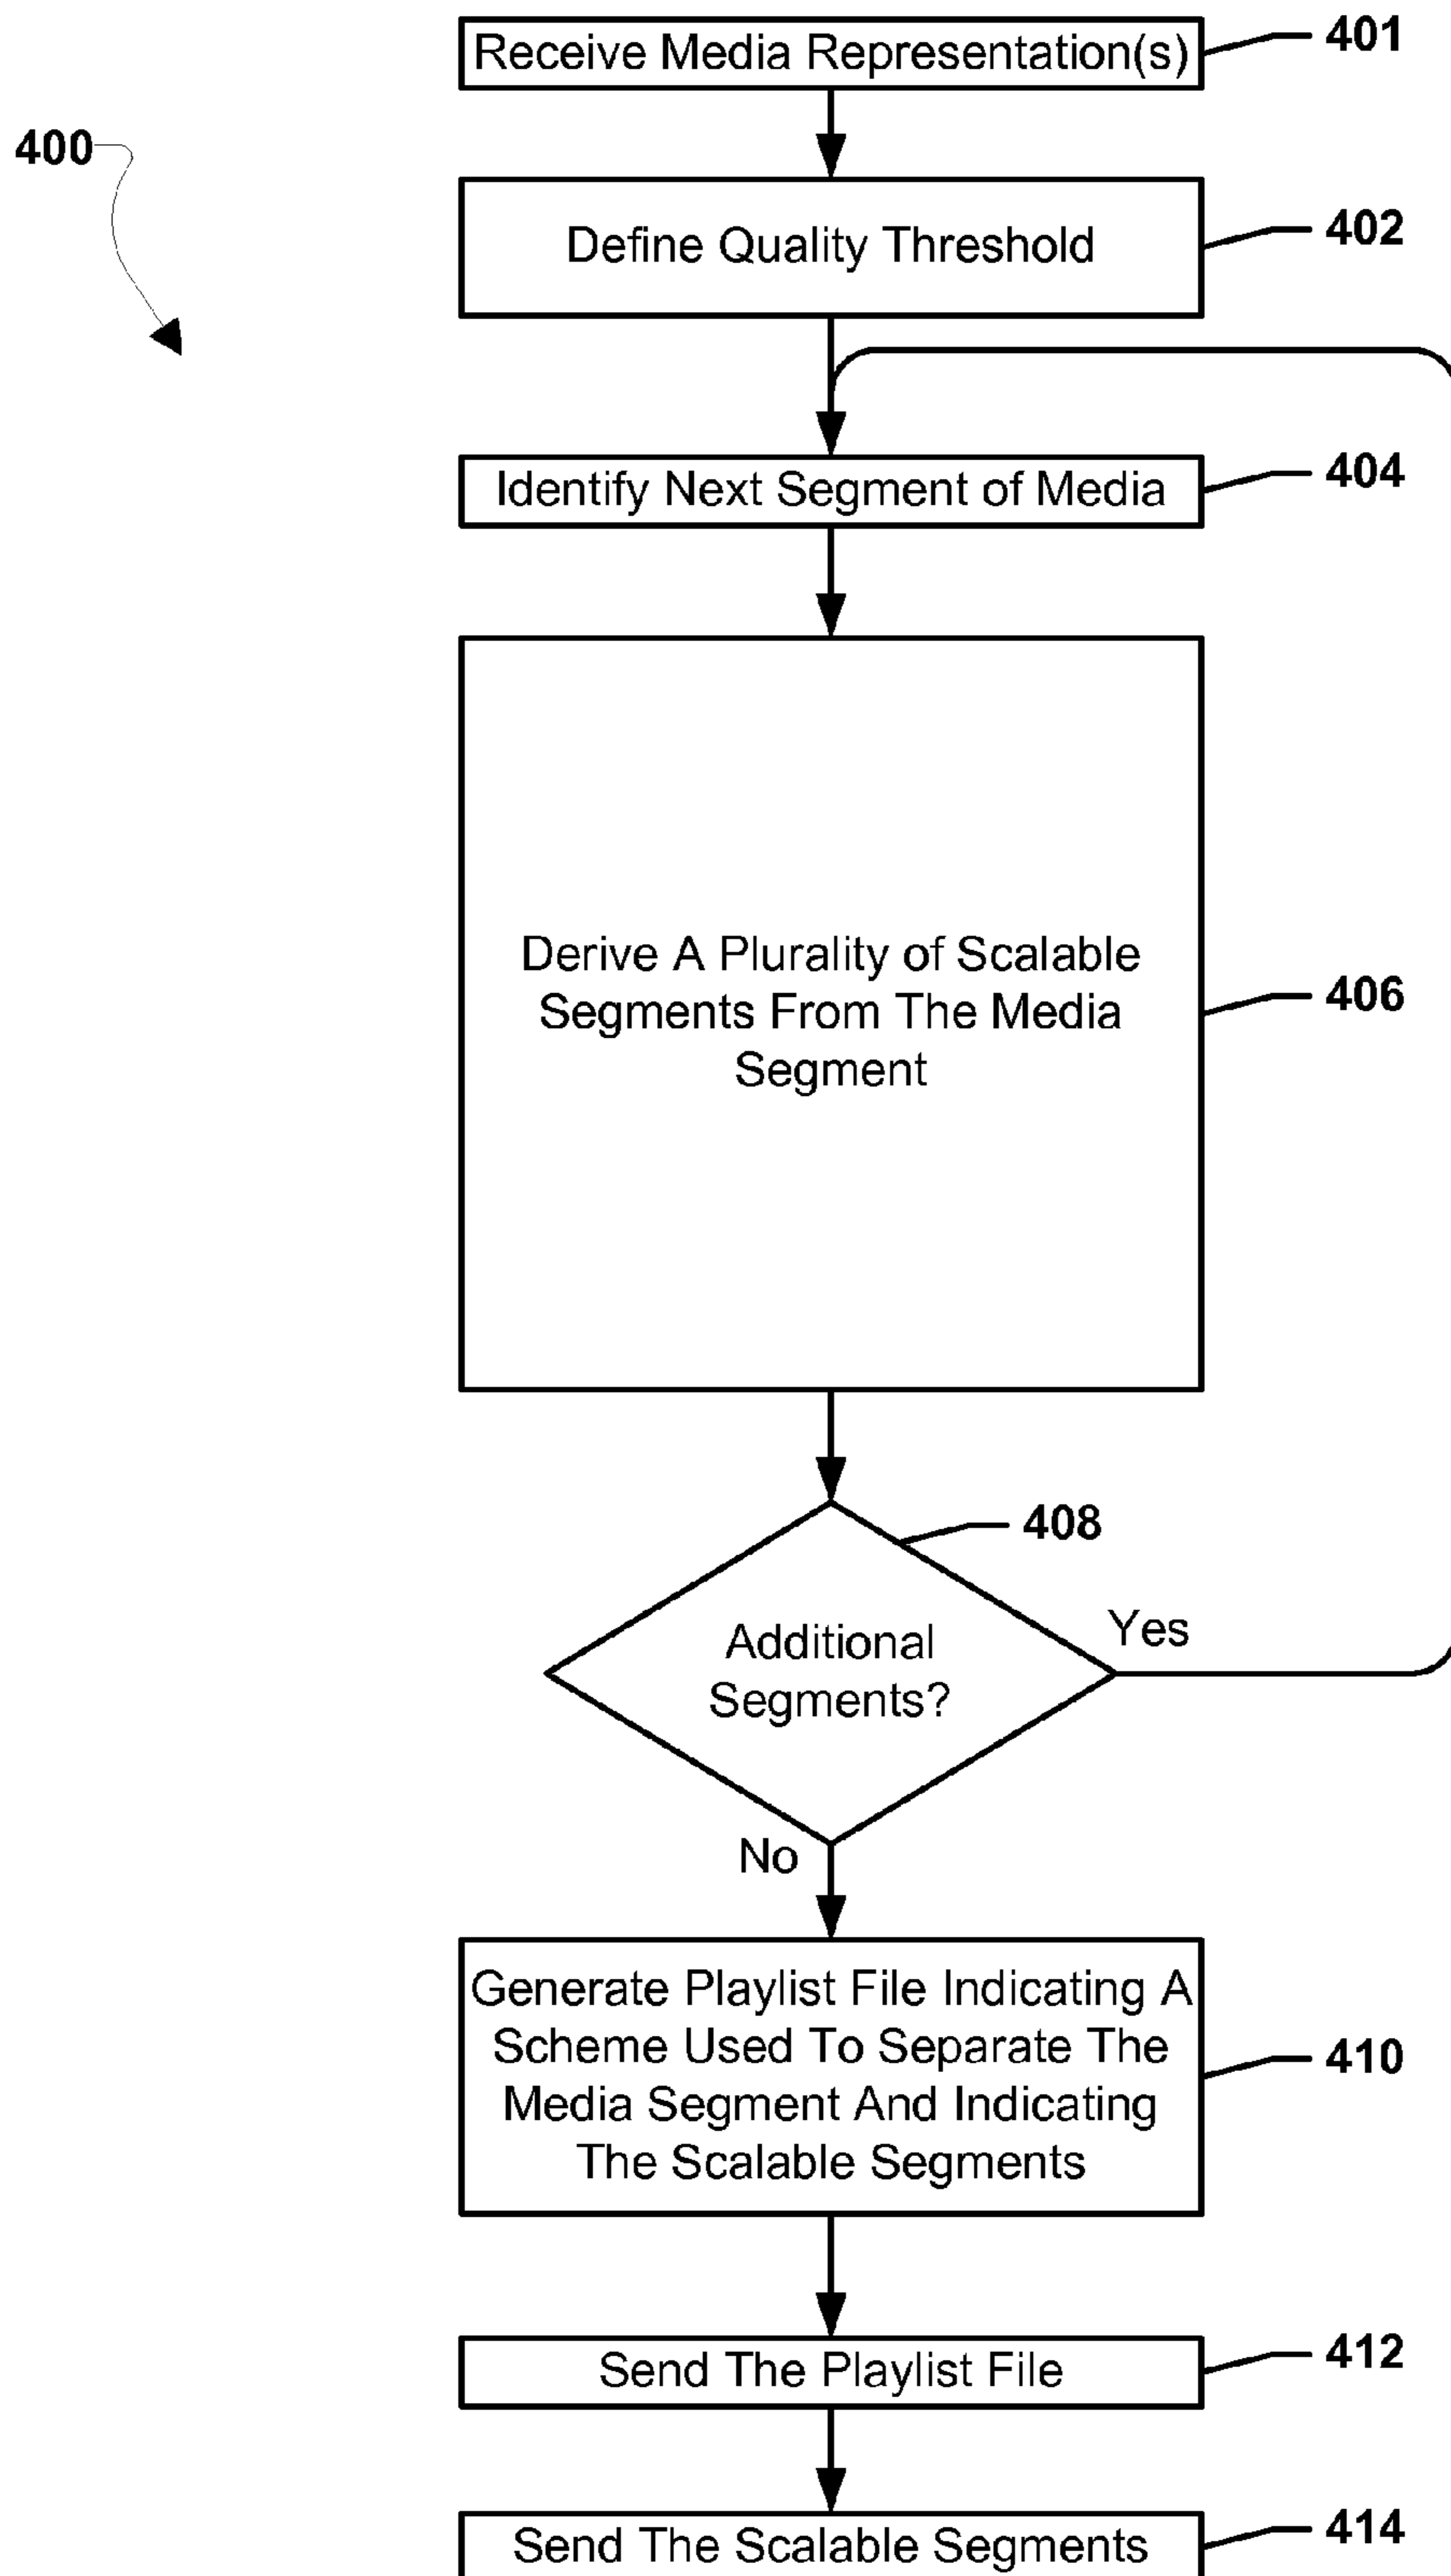 Receive Media Representation(s)
401
400
Define Quality Threshold
402
Identify Next Segment of Media
404
Derive A Plurality of Scalable
Segments From The Media
Segment
406
408
Additional
Segments?
Yes
No
Generate Playlist File Indicating A
Scheme Used To Separate The
Media Segment And Indicating
The Scalable Segments
410
Send The Playlist File
412
Send The Scalable Segments
414